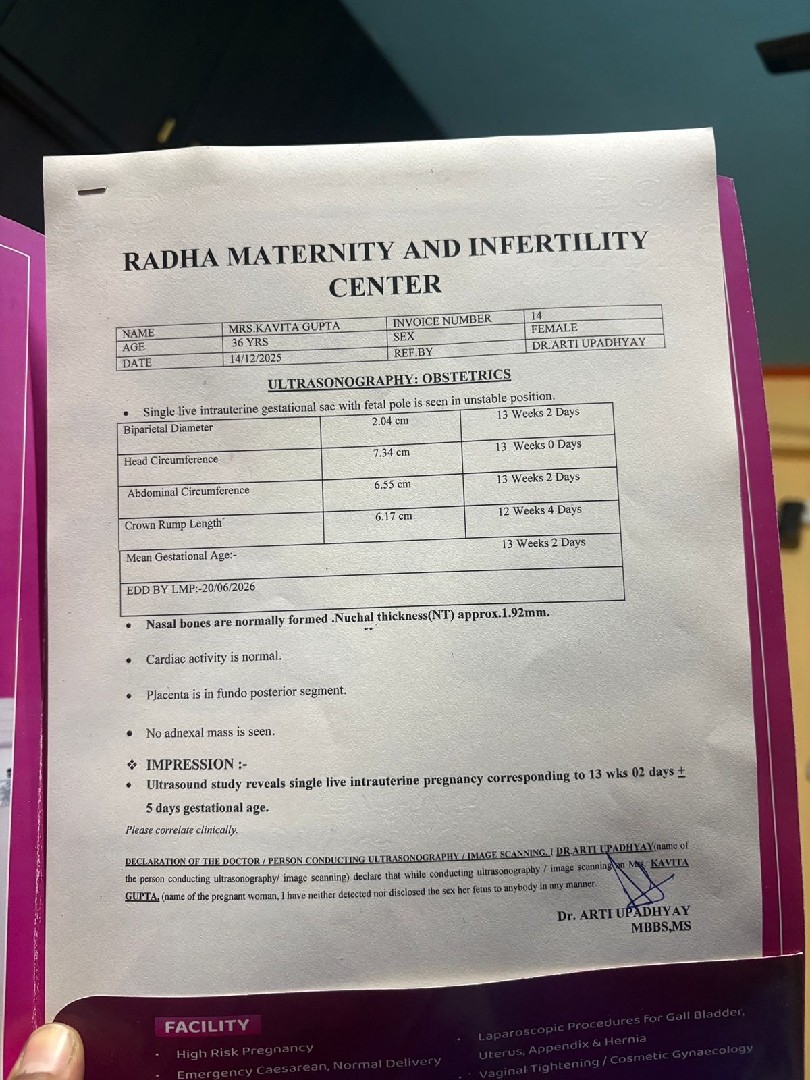 RADHA MATERNITY AND INFERTILITY
CENTER
NAME MRS.KAVITA GUPTA INVOICE NUMBER 14
AGE 36 YRS SEX FEMALE
DATE 14/12/2025 REF.BY DR.ARTI UPADHYAY
ULTRASONOGRAPHY: OBSTETRICS
• Single live intrauterine gestational sac with fetal pole is seen in unstable position.
Biparietal Diameter 2.04 cm 13 Weeks 2 Days
Head Circumference 7.34 cm 13 Weeks 0 Days
Abdominal Circumference 6.55 cm 13 Weeks 2 Days
Crown Rump Length 6.17 cm 12 Weeks 4 Days
Mean Gestational Age:- 13 Weeks 2 Days
EDD BY LMP:-20/06/2026
• Nasal bones are normally formed .Nuchal thickness(NT) approx.1.92mm.
• Cardiac activity is normal.
• Placenta is in fundo posterior segment.
• No adnexal mass is seen.
❖ IMPRESSION :-
• Ultrasound study reveals single live intrauterine pregnancy corresponding to 13 wks 02 days ±
5 days gestational age.
Please correlate clinically.
DECLARATION OF THE DOCTOR / PERSON CONDUCTING ULTRASONOGRAPHY / IMAGE SCANNING. I DR.ARTI UPADHYAY(name of
the person conducting ultrasonography/ image scanning) declare that while conducting ultrasonography / image scanning on Mrs. KAVITA
GUPTA. (name of the pregnant woman, I have neither detected nor disclosed the sex her fetus to anybody in any manner.
Dr. ARTI UPADHYAY
MBBS,MS
FACILITY
• High Risk Pregnancy
• Emergency Caesarean, Normal Delivery
• Laparoscopic Procedures for Gall Bladder,
Uterus, Appendix & Hernia
• Vaginal Tightening / Cosmetic Gynaecology